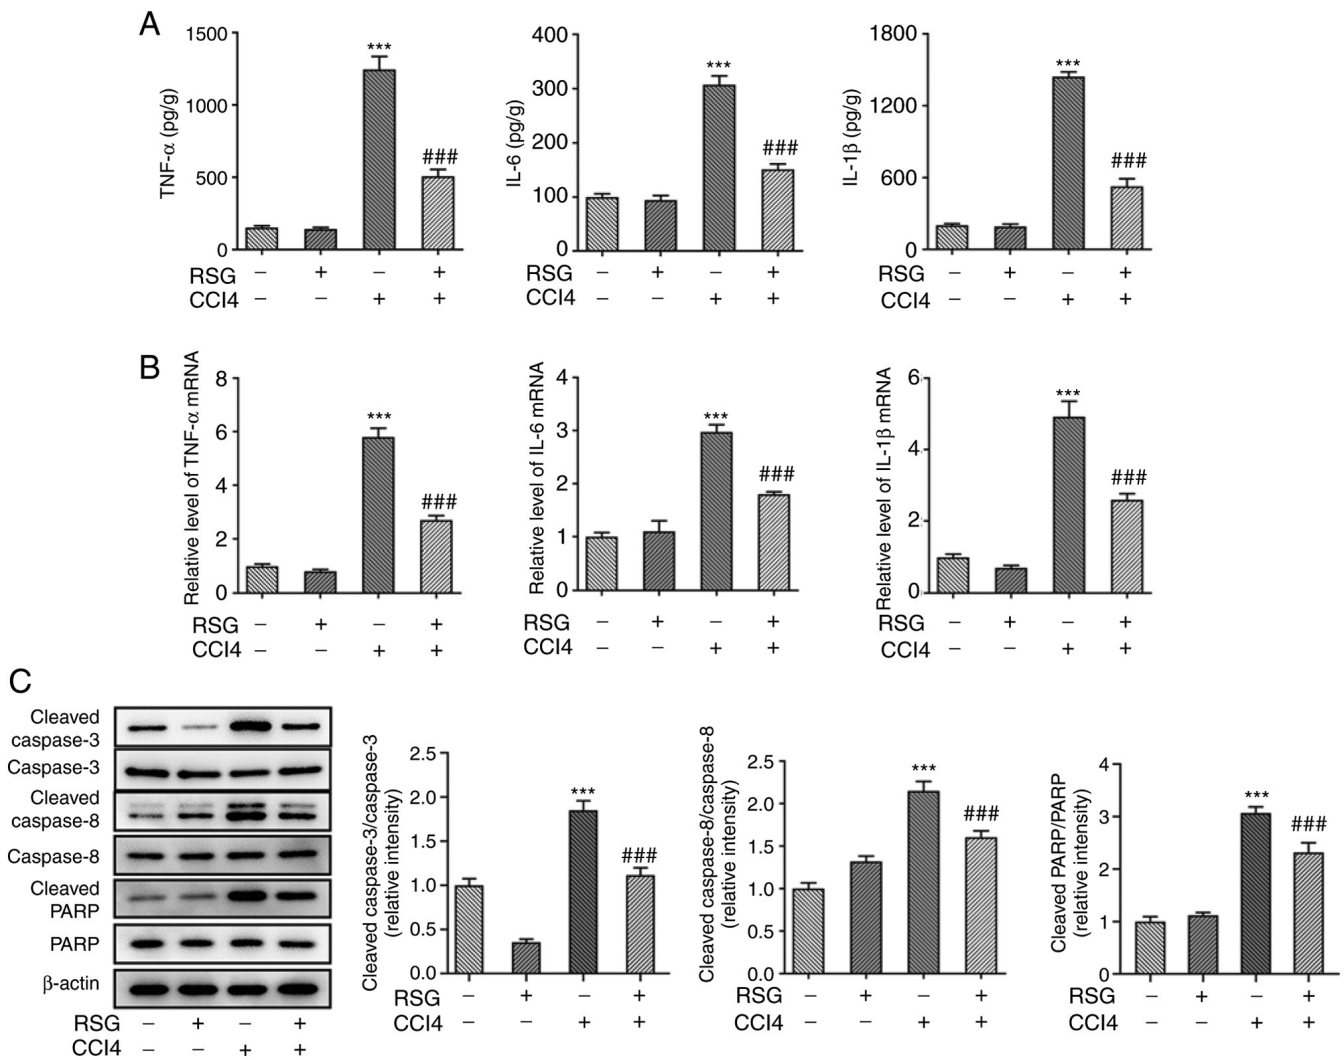 A
TNF-α (pg/g)
1500
1000
500
0
***
###
RSG − + − +
CCl4 − − + +
IL-6 (pg/g)
400
300
200
100
0
***
###
RSG − + − +
CCl4 − − + +
IL-1β (pg/g)
1800
1200
600
0
***
###
RSG − + − +
CCl4 − − + +
B
Relative level of TNF-α mRNA
8
6
4
2
0
***
###
RSG − + − +
CCl4 − − + +
Relative level of IL-6 mRNA
4
3
2
1
0
***
###
RSG − + − +
CCl4 − − + +
Relative level of IL-1β mRNA
6
4
2
0
***
###
RSG − + − +
CCl4 − − + +
C
Cleaved
caspase-3
Caspase-3
Cleaved
caspase-8
Caspase-8
Cleaved
PARP
PARP
β-actin
RSG − + − +
CCl4 − − + +
Cleaved caspase-3/caspase-3
(relative intensity)
2.5
2.0
1.5
1.0
0.5
0.0
***
###
RSG − + − +
CCl4 − − + +
Cleaved caspase-8/caspase-8
(relative intensity)
2.5
2.0
1.5
1.0
0.5
0.0
***
###
RSG − + − +
CCl4 − − + +
Cleaved PARP/PARP
(relative intensity)
4
3
2
1
0
***
###
RSG − + − +
CCl4 − − + +